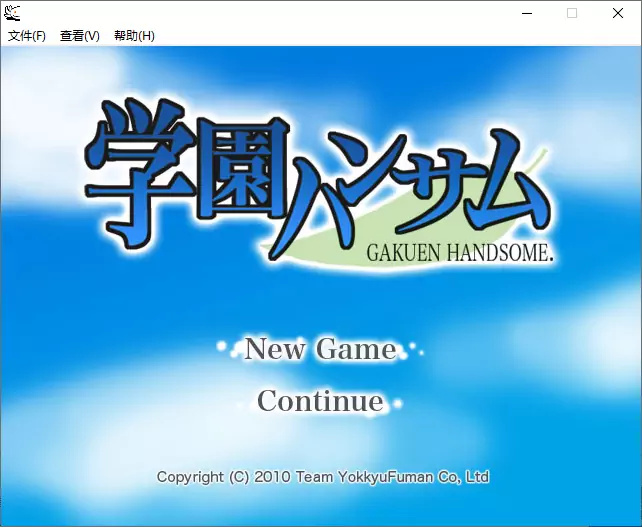 文件(F) 查看(V) 帮助(H)
学園ハンサム
GAKUEN HANDSOME.
New Game
Continue
Copyright (C) 2010 Team YokkyuFuman Co, Ltd